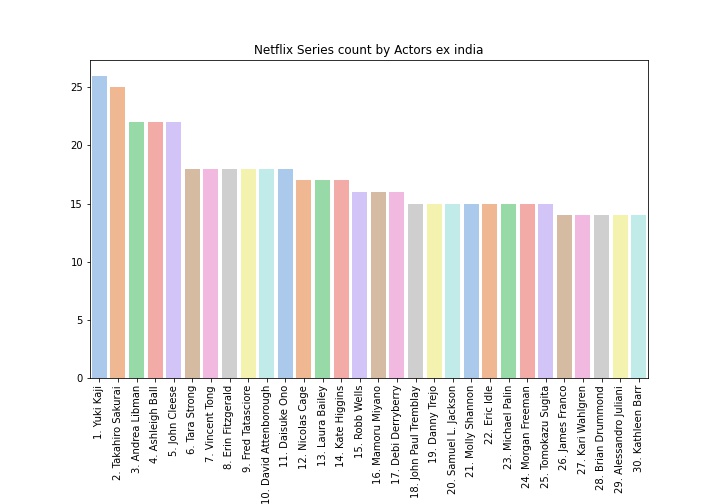 Netflix Series count by Actors ex india
25
20
15
10
5
0
1. Yuki Kaji
2. Takahiro Sakurai
3. Andrea Libman
4. Ashleigh Ball
5. John Cleese
6. Tara Strong
7. Vincent Tong
8. Erin Fitzgerald
9. Fred Tatasciore
10. David Attenborough
11. Daisuke Ono
12. Nicolas Cage
13. Laura Bailey
14. Kate Higgins
15. Robb Wells
16. Mamoru Miyano
17. Debi Derryberry
18. John Paul Tremblay
19. Danny Trejo
20. Samuel L. Jackson
21. Molly Shannon
22. Eric Idle
23. Michael Palin
24. Morgan Freeman
25. Tomokazu Sugita
26. James Franco
27. Kari Wahlgren
28. Brian Drummond
29. Alessandro Juliani
30. Kathleen Barr